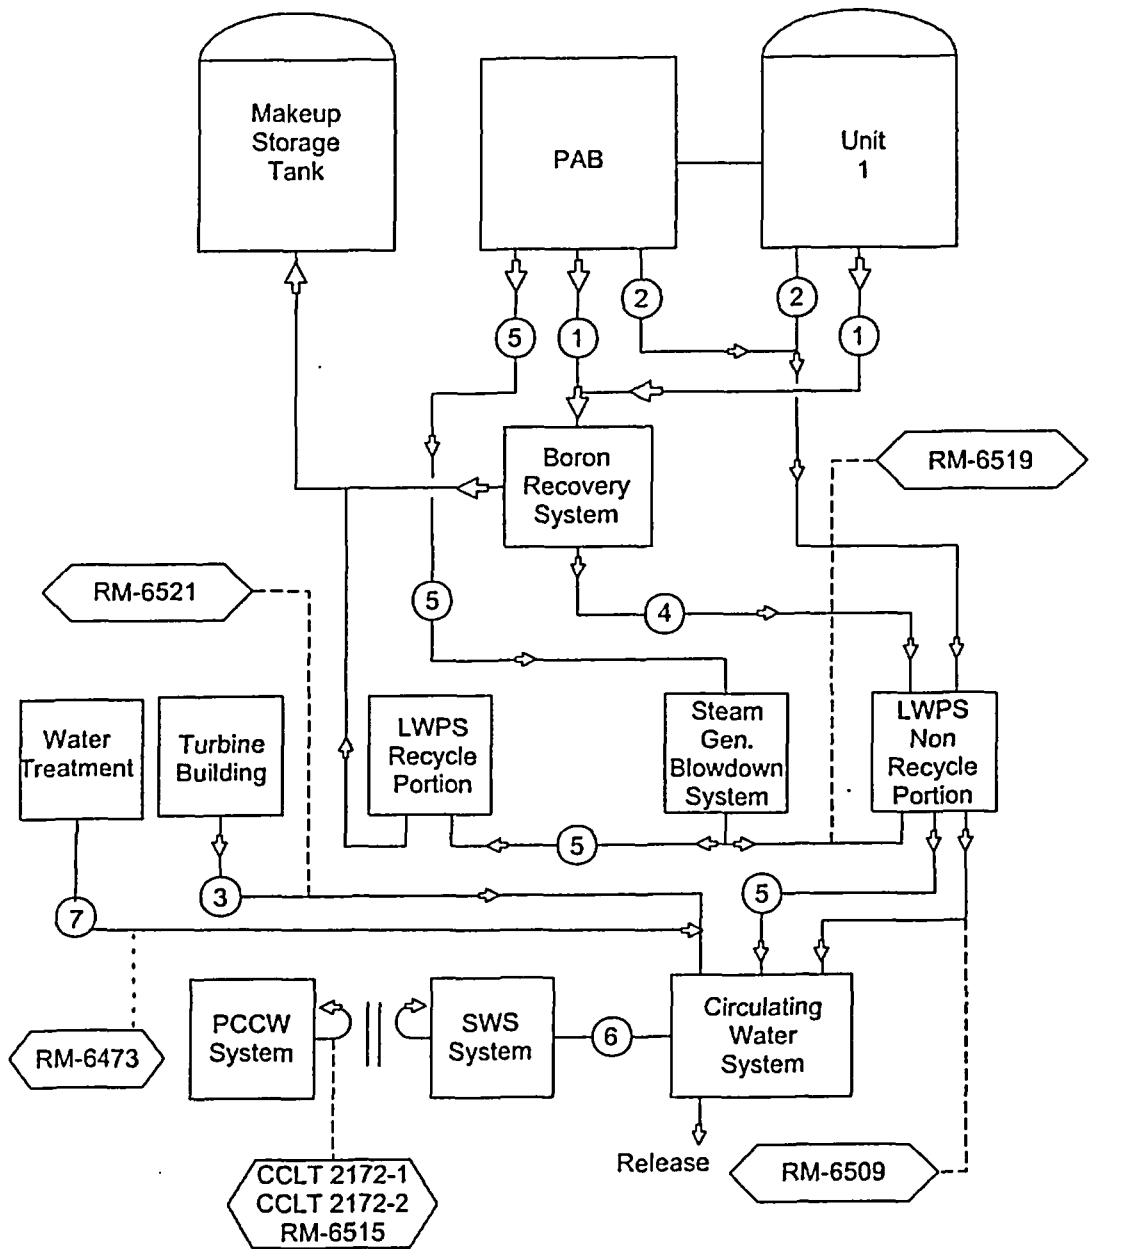 Makeup
Storage
Tank
PAB
Unit
1
5
1
2
2
1
Boron
Recovery
System
RM-6519
RM-6521
5
4
Water
Treatment
Turbine
Building
LWPS
Recycle
Portion
Steam
Gen.
Blowdown
System
LWPS
Non
Recycle
Portion
5
3
5
7
PCCW
System
SWS
System
6
Circulating
Water
System
RM-6473
Release
RM-6509
CCLT 2172-1
CCLT 2172-2
RM-6515